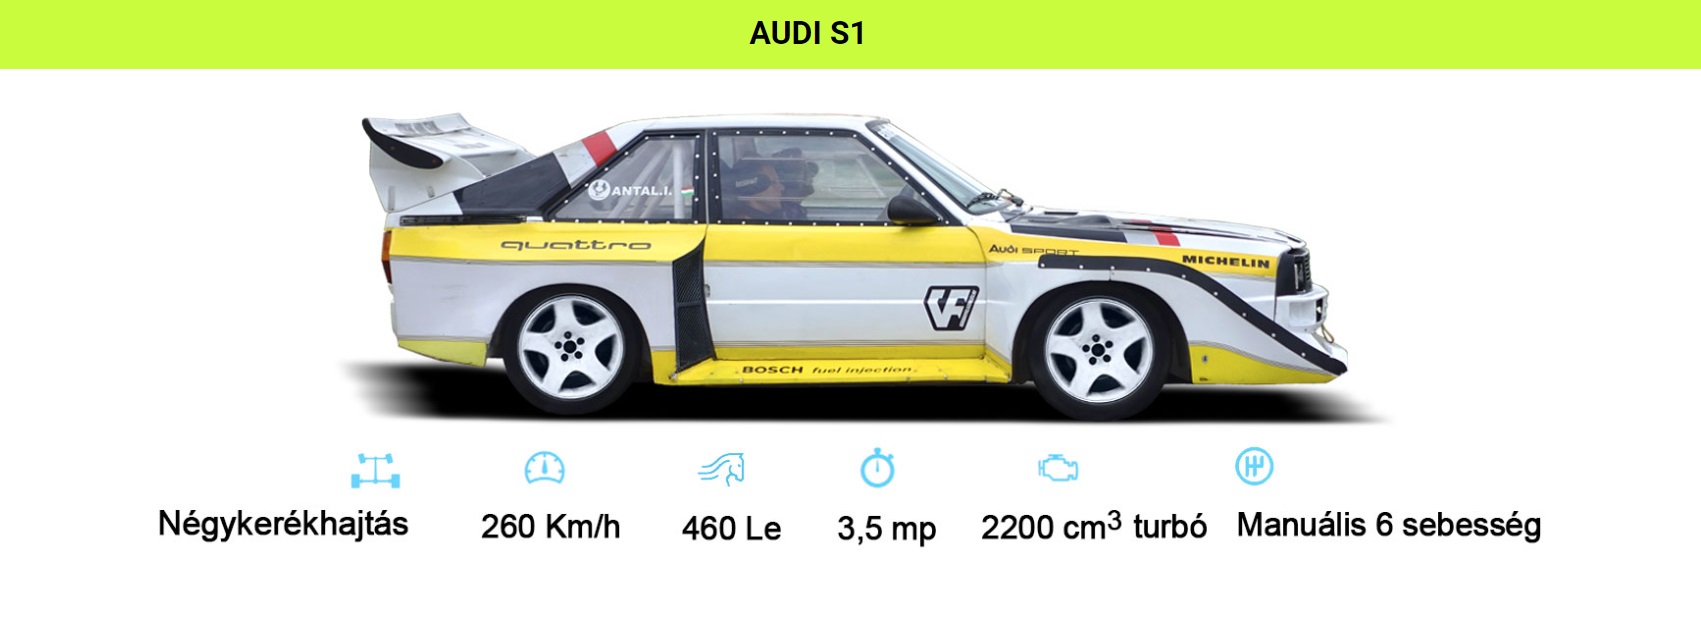 AUDI S1
ANTAL.I.
quattro
Audi SPORT
MICHELIN
VFI
BOSCH fuel injection
Négykerékhajtás
260 Km/h
460 Le
3,5 mp
2200 cm³ turbó
Manuális 6 sebesség